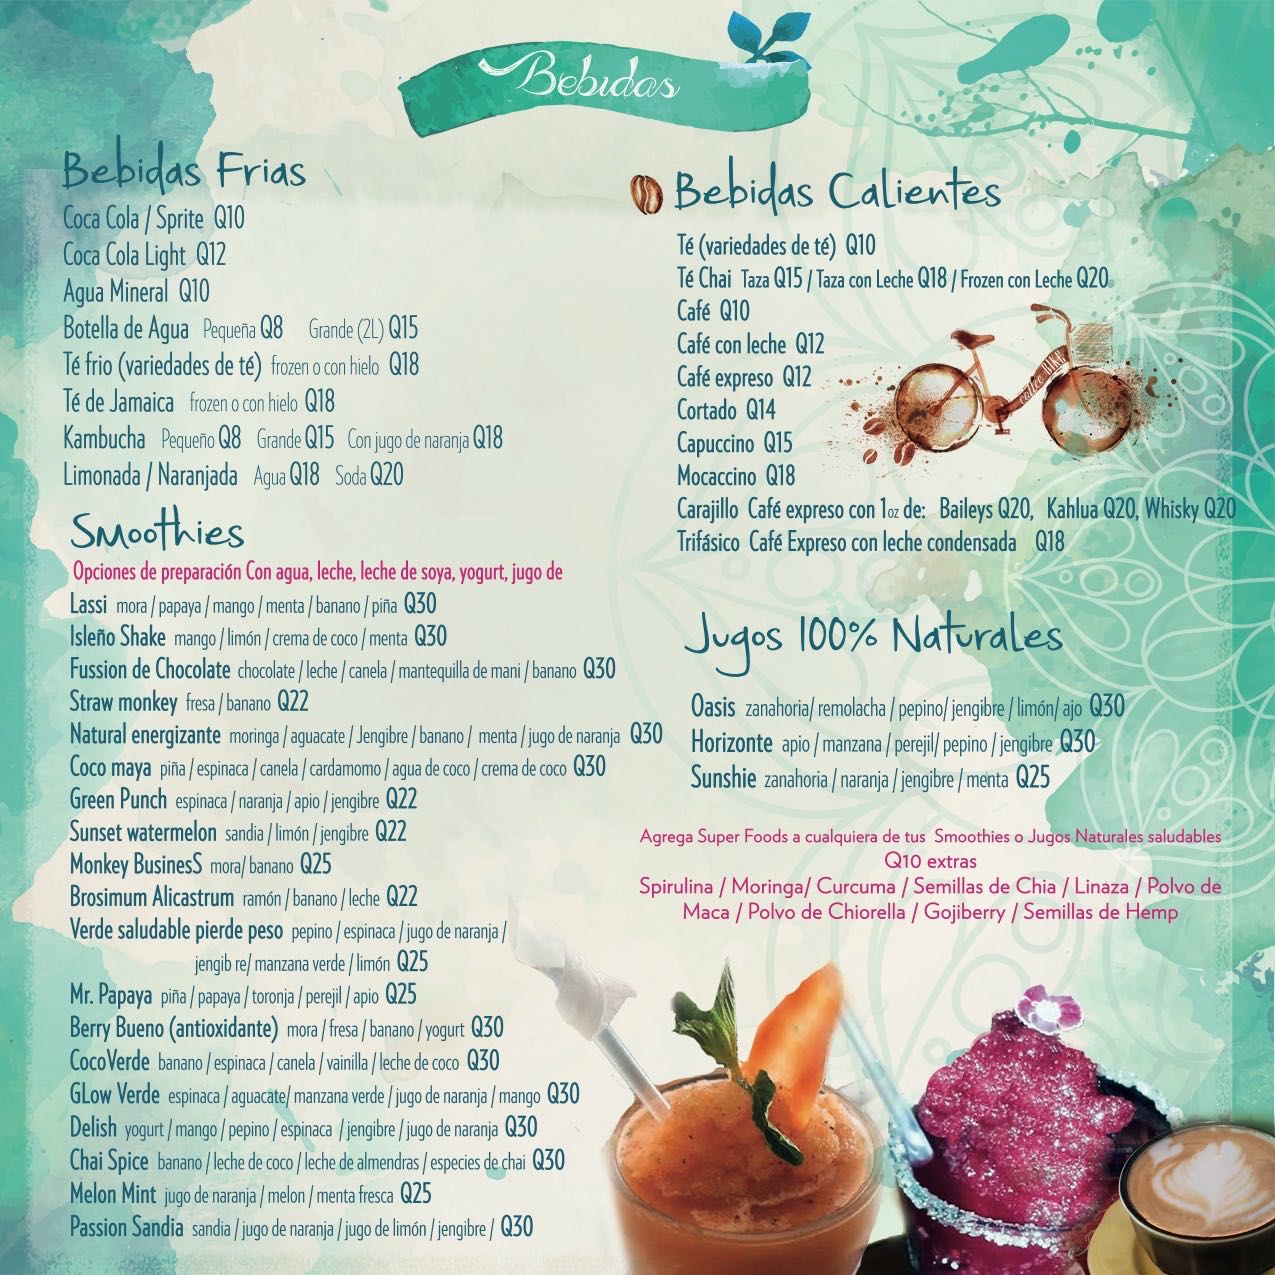 Bebidas
Bebidas Frias
Coca Cola / Sprite Q10
Coca Cola Light Q12
Agua Mineral Q10
Botella de Agua Pequeña Q8 Grande (2L) Q15
Té frio (variedades de té) frozen o con hielo Q18
Té de Jamaica frozen o con hielo Q18
Kambucha Pequeño Q8 Grande Q15 Con jugo de naranja Q18
Limonada / Naranjada Agua Q18 Soda Q20
Smoothies
Opciones de preparación Con agua, leche, leche de soya, yogurt, jugo de
Lassi mora / papaya / mango / menta / banano / piña Q30
Isleño Shake mango / limón / crema de coco / menta Q30
Fussion de Chocolate chocolate / leche / canela / mantequilla de mani / banano Q30
Straw monkey fresa / banano Q22
Natural energizante moringa / aguacate / Jengibre / banano / menta / jugo de naranja Q30
Coco maya piña / espinaca / canela / cardamomo / agua de coco / crema de coco Q30
Green Punch espinaca / naranja / apio / jengibre Q22
Sunset watermelon sandia / limón / jengibre Q22
Monkey BusinesS mora/ banano Q25
Brosimum Alicastrum ramón / banano / leche Q22
Verde saludable pierde peso pepino / espinaca / jugo de naranja /
jengib re/ manzana verde / limón Q25
Mr. Papaya piña / papaya / toronja / perejil / apio Q25
Berry Bueno (antioxidante) mora / fresa / banano / yogurt Q30
CocoVerde banano / espinaca / canela / vainilla / leche de coco Q30
GLow Verde espinaca / aguacate/ manzana verde / jugo de naranja / mango Q30
Delish yogurt / mango / pepino / espinaca / jengibre / jugo de naranja Q30
Chai Spice banano / leche de coco / leche de almendras / especies de chai Q30
Melon Mint jugo de naranja / melon / menta fresca Q25
Passion Sandia sandia / jugo de naranja / jugo de limón / jengibre / Q30
Bebidas Calientes
Té (variedades de té) Q10
Té Chai Taza Q15 / Taza con Leche Q18 / Frozen con Leche Q20
Café Q10
Café con leche Q12
Café expreso Q12
Cortado Q14
Capuccino Q15
Mocaccino Q18
coffee BIKE
Carajillo Café expreso con 1oz de: Baileys Q20, Kahlua Q20, Whisky Q20
Trifásico Café Expreso con leche condensada Q18
Jugos 100% Naturales
Oasis zanahoria/ remolacha / pepino/ jengibre / limón/ ajo Q30
Horizonte apio / manzana / perejil/ pepino / jengibre Q30
Sunshie zanahoria / naranja / jengibre / menta Q25
Agrega Super Foods a cualquiera de tus Smoothies o Jugos Naturales saludables
Q10 extras
Spirulina / Moringa/ Curcuma / Semillas de Chia / Linaza / Polvo de
Maca / Polvo de Chiorella / Gojiberry / Semillas de Hemp